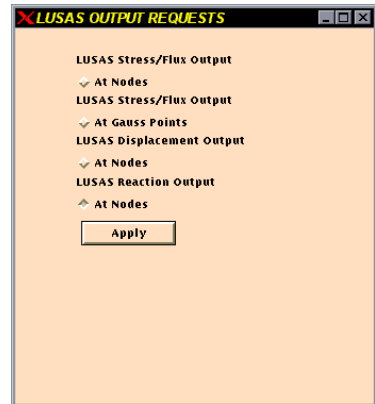 LUSAS OUTPUT REQUESTS
LUSAS Stress/Flux Output
At Nodes
LUSAS Stress/Flux Output
At Gauss Points
LUSAS Displacement Output
At Nodes
LUSAS Reaction Output
At Nodes
Apply